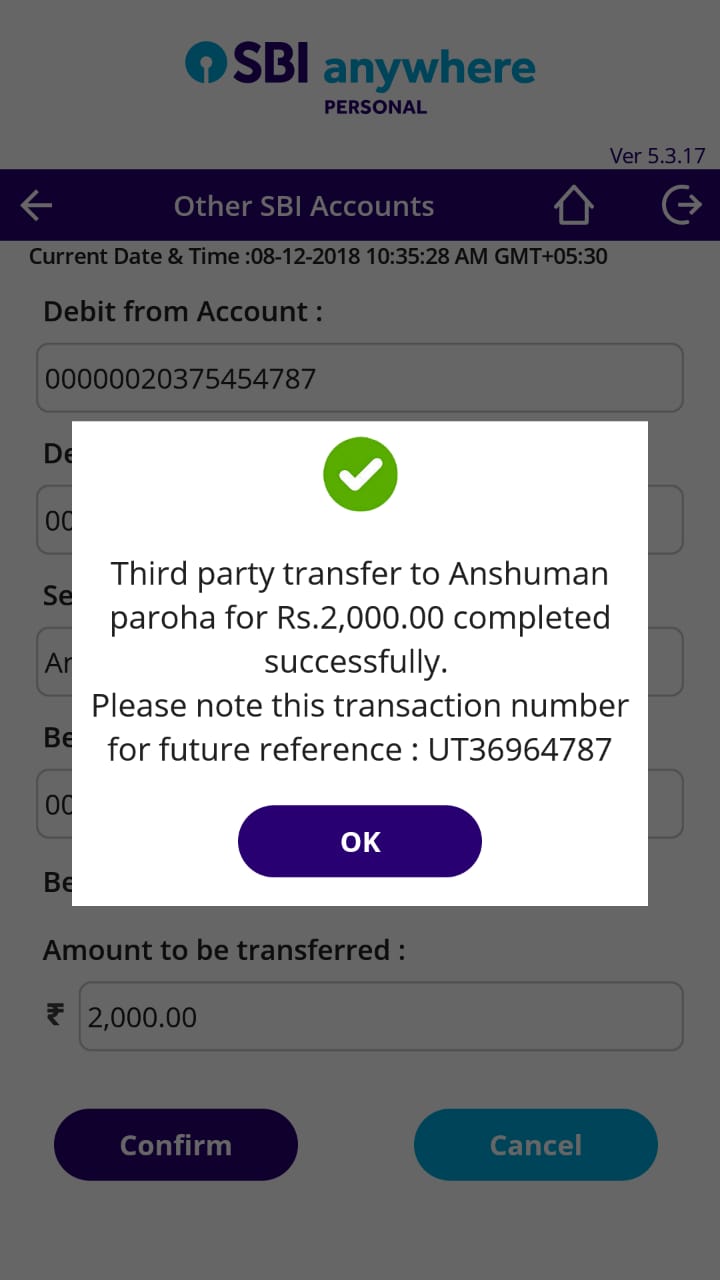 SBI anywhere
PERSONAL
Ver 5.3.17
Other SBI Accounts
Current Date & Time :08-12-2018 10:35:28 AM GMT+05:30
Debit from Account :
00000020375454787
De
00
Third party transfer to Anshuman
paroha for Rs.2,000.00 completed
successfully.
Please note this transaction number
for future reference : UT36964787
OK
Se
Ar
Be
00
Be
Amount to be transferred :
₹ 2,000.00
Confirm Cancel